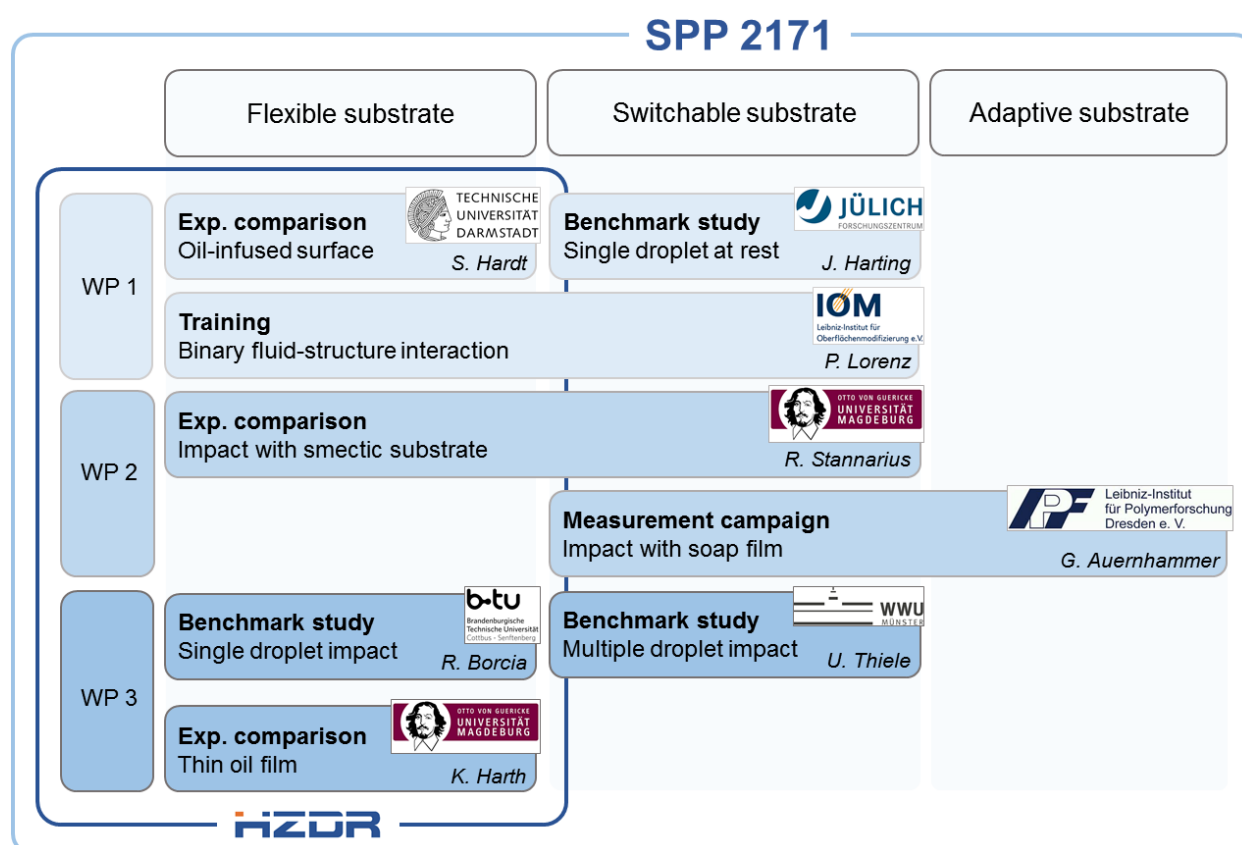 SPP 2171
Flexible substrate
Switchable substrate
Adaptive substrate
WP 1
Exp. comparison
Oil-infused surface
TECHNISCHE
UNIVERSITÄT
DARMSTADT
S. Hardt
Benchmark study
Single droplet at rest
JÜLICH
FORSCHUNGSZENTRUM
J. Harting
Training
Binary fluid-structure interaction
IOM
Leibniz-Institut für
Oberflächenmodifizierung e.V.
P. Lorenz
WP 2
Exp. comparison
Impact with smectic substrate
OTTO VON GUERICKE
UNIVERSITÄT
MAGDEBURG
R. Stannarius
Measurement campaign
Impact with soap film
IPF
Leibniz-Institut
für Polymerforschung
Dresden e. V.
G. Auernhammer
WP 3
Benchmark study
Single droplet impact
b-tu
Brandenburgische
Technische Universität
Cottbus - Senftenberg
R. Borcia
Benchmark study
Multiple droplet impact
WWU
MÜNSTER
U. Thiele
Exp. comparison
Thin oil film
OTTO VON GUERICKE
UNIVERSITÄT
MAGDEBURG
K. Harth
HZDR